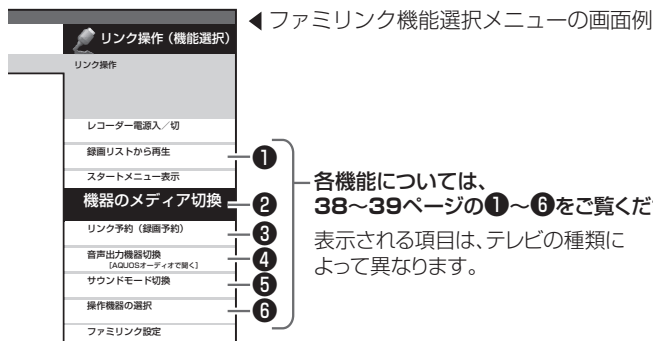 ◀ファミリンク機能選択メニューの画面例
リンク操作（機能選択）
リンク操作
レコーダー電源入／切
録画リストから再生
❶
スタートメニュー表示
機器のメディア切換
❷
リンク予約（録画予約）
❸
音声出力機器切換
[AQUOSオーディオで聞く]
❹
サウンドモード切換
❺
操作機器の選択
❻
ファミリンク設定
各機能については、
38～39ページの❶～❻をご覧くだ
表示される項目は、テレビの種類に
よって異なります。